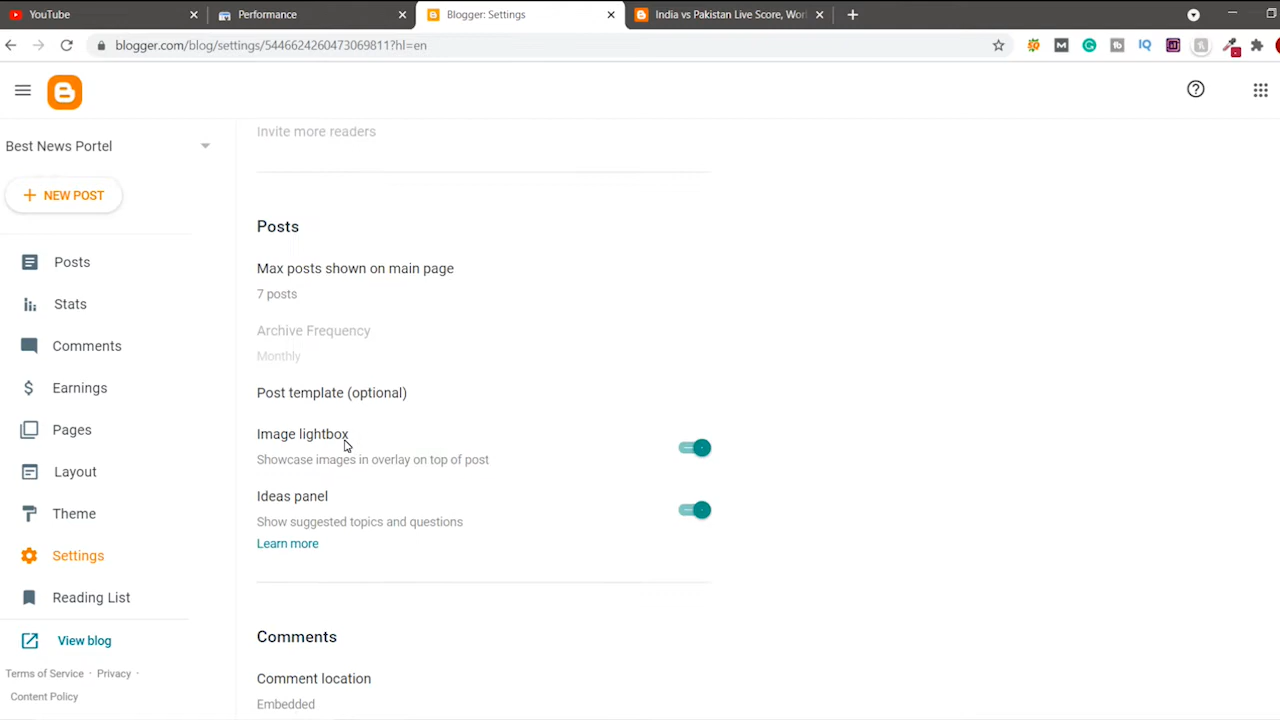 YouTube
Performance
Blogger: Settings
India vs Pakistan Live Score, Worl
blogger.com/blog/settings/5446624260473069811?hl=en
Best News Portal
NEW POST
Posts
Stats
Comments
Earnings
Pages
Layout
Theme
Settings
Reading List
View blog
Terms of Service · Privacy ·
Content Policy
Invite more readers
Posts
Max posts shown on main page
7 posts
Archive Frequency
Monthly
Post template (optional)
Image lightbox
Showcase images in overlay on top of post
Ideas panel
Show suggested topics and questions
Learn more
Comments
Comment location
Embedded